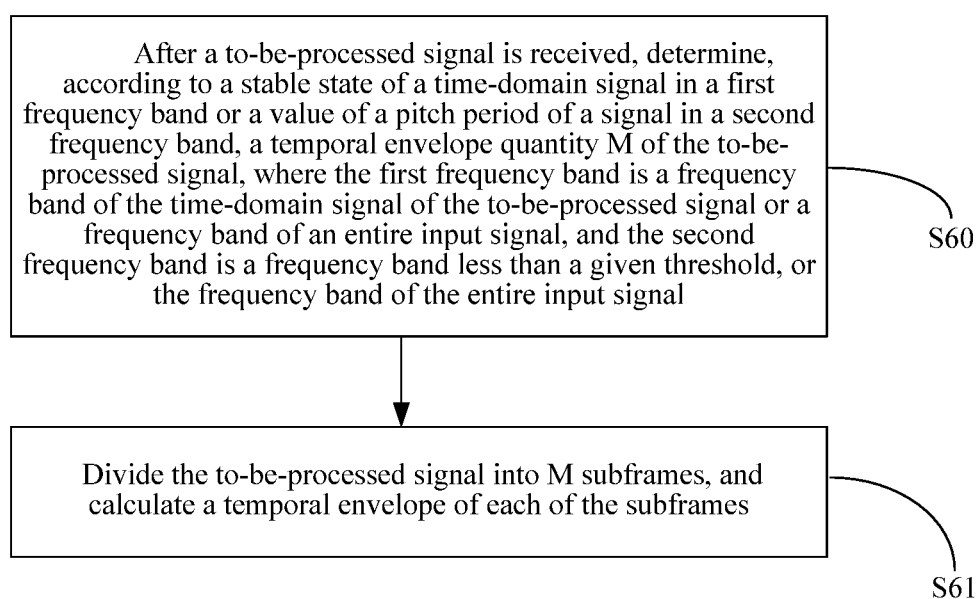 After a to-be-processed signal is received, determine,
according to a stable state of a time-domain signal in a first
frequency band or a value of a pitch period of a signal in a second
frequency band, a temporal envelope quantity M of the to-be-
processed signal, where the first frequency band is a frequency
band of the time-domain signal of the to-be-processed signal or a
frequency band of an entire input signal, and the second
frequency band is a frequency band less than a given threshold, or
the frequency band of the entire input signal
S60
Divide the to-be-processed signal into M subframes, and
calculate a temporal envelope of each of the subframes
S61